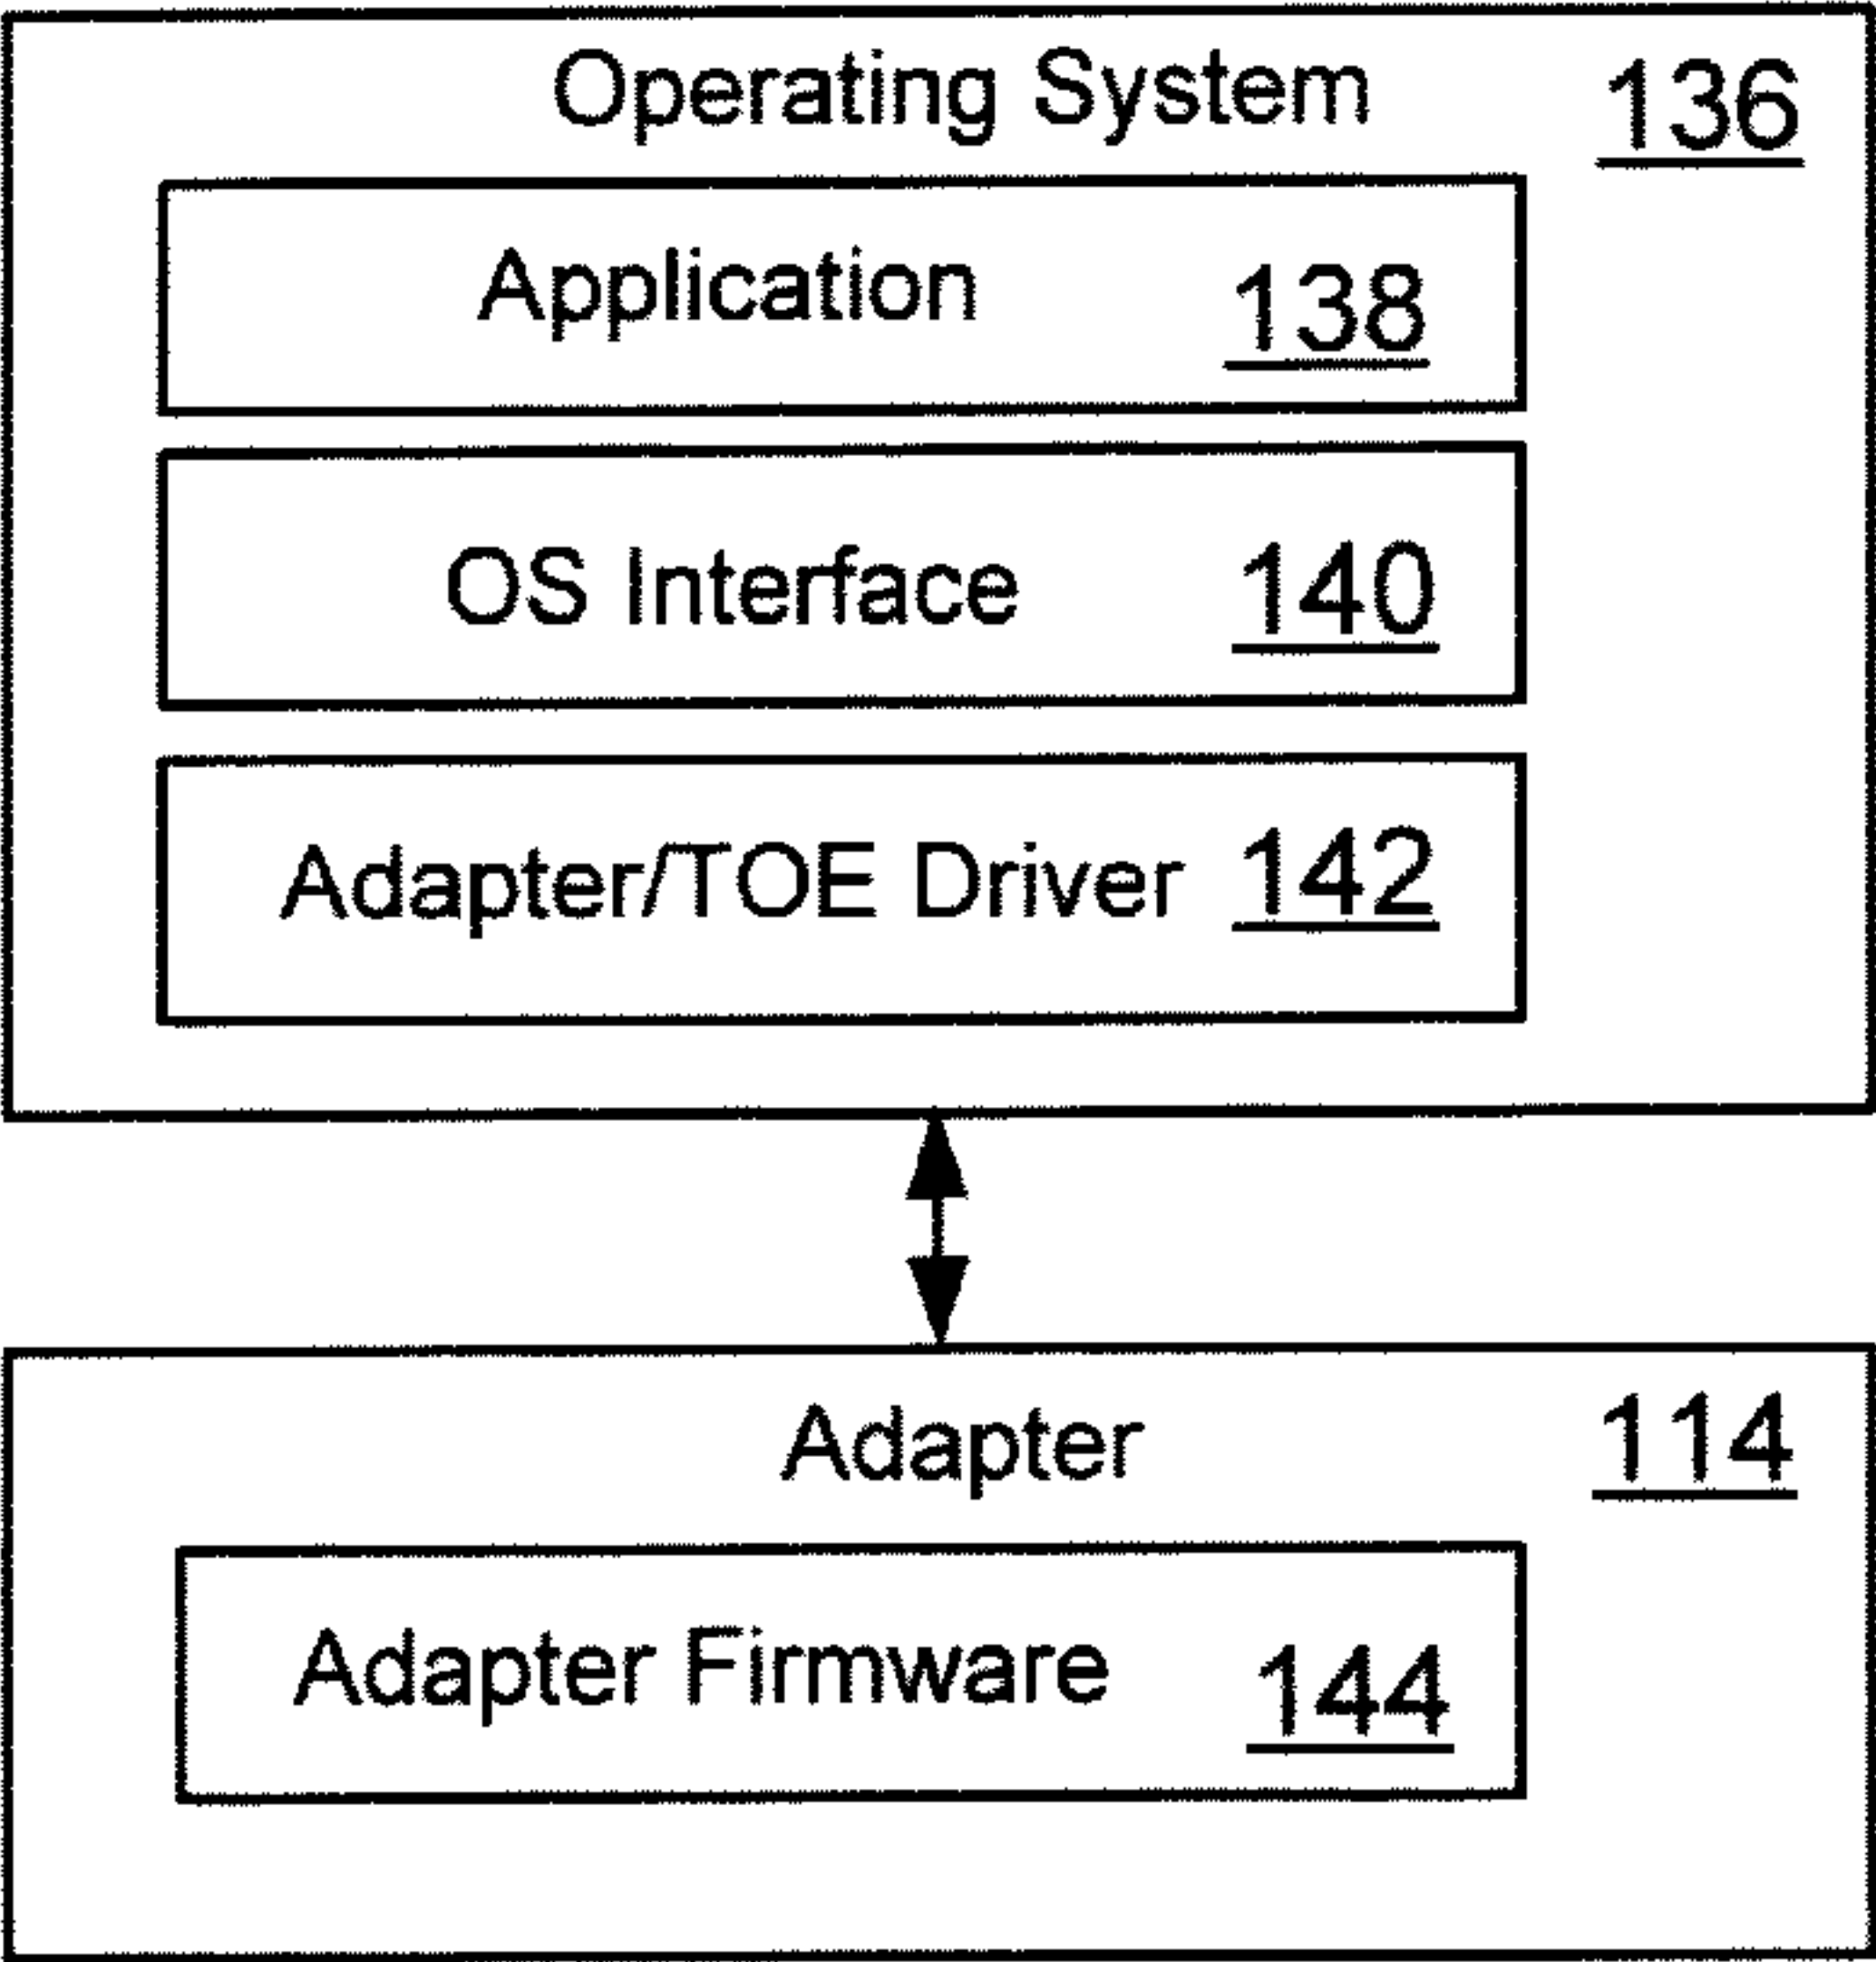 Operating System 136
Application 138
OS Interface 140
Adapter/TOE Driver 142
Adapter 114
Adapter Firmware 144